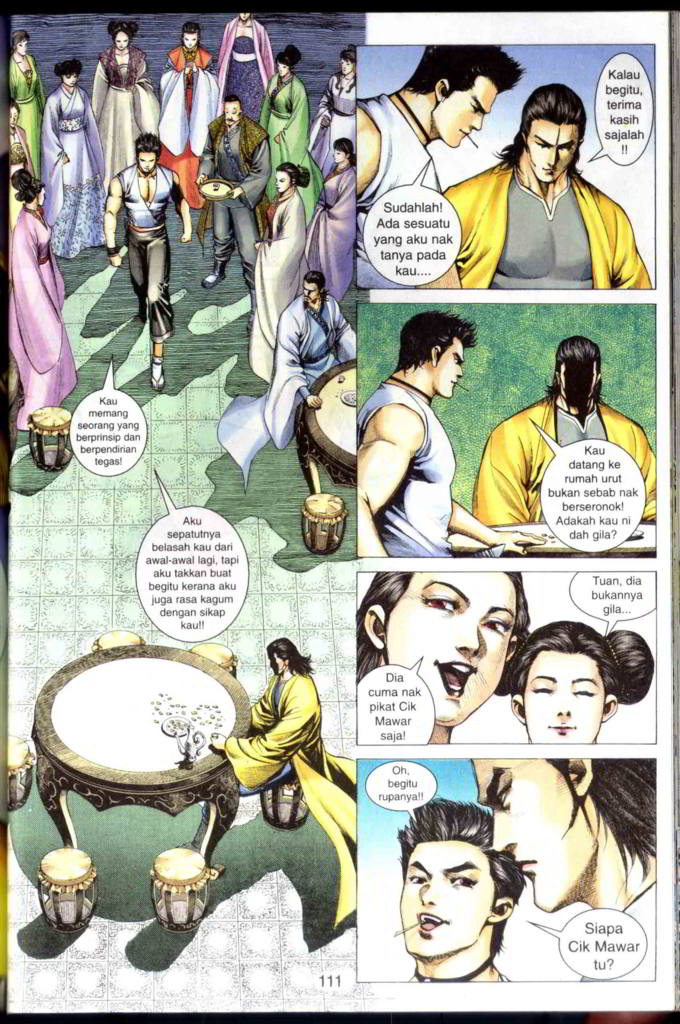 Kau
memang
seorang yang
berprinsip dan
berpendirian
tegas!
Aku
sepatutnya
belasah kau dari
awal-awal lagi, tapi
aku takkan buat
begitu kerana aku
juga rasa kagum
dengan sikap
kau!!
Kalau
begitu,
terima
kasih
sajalah
!!
Sudahlah!
Ada sesuatu
yang aku nak
tanya pada
kau....
Kau
datang ke
rumah urut
bukan sebab nak
berseronok!
Adakah kau ni
dah gila?
Tuan, dia
bukannya
gila...
Dia
cuma nak
pikat Cik
Mawar
saja!
Oh,
begitu
rupanya!!
Siapa
Cik Mawar
tu?
111